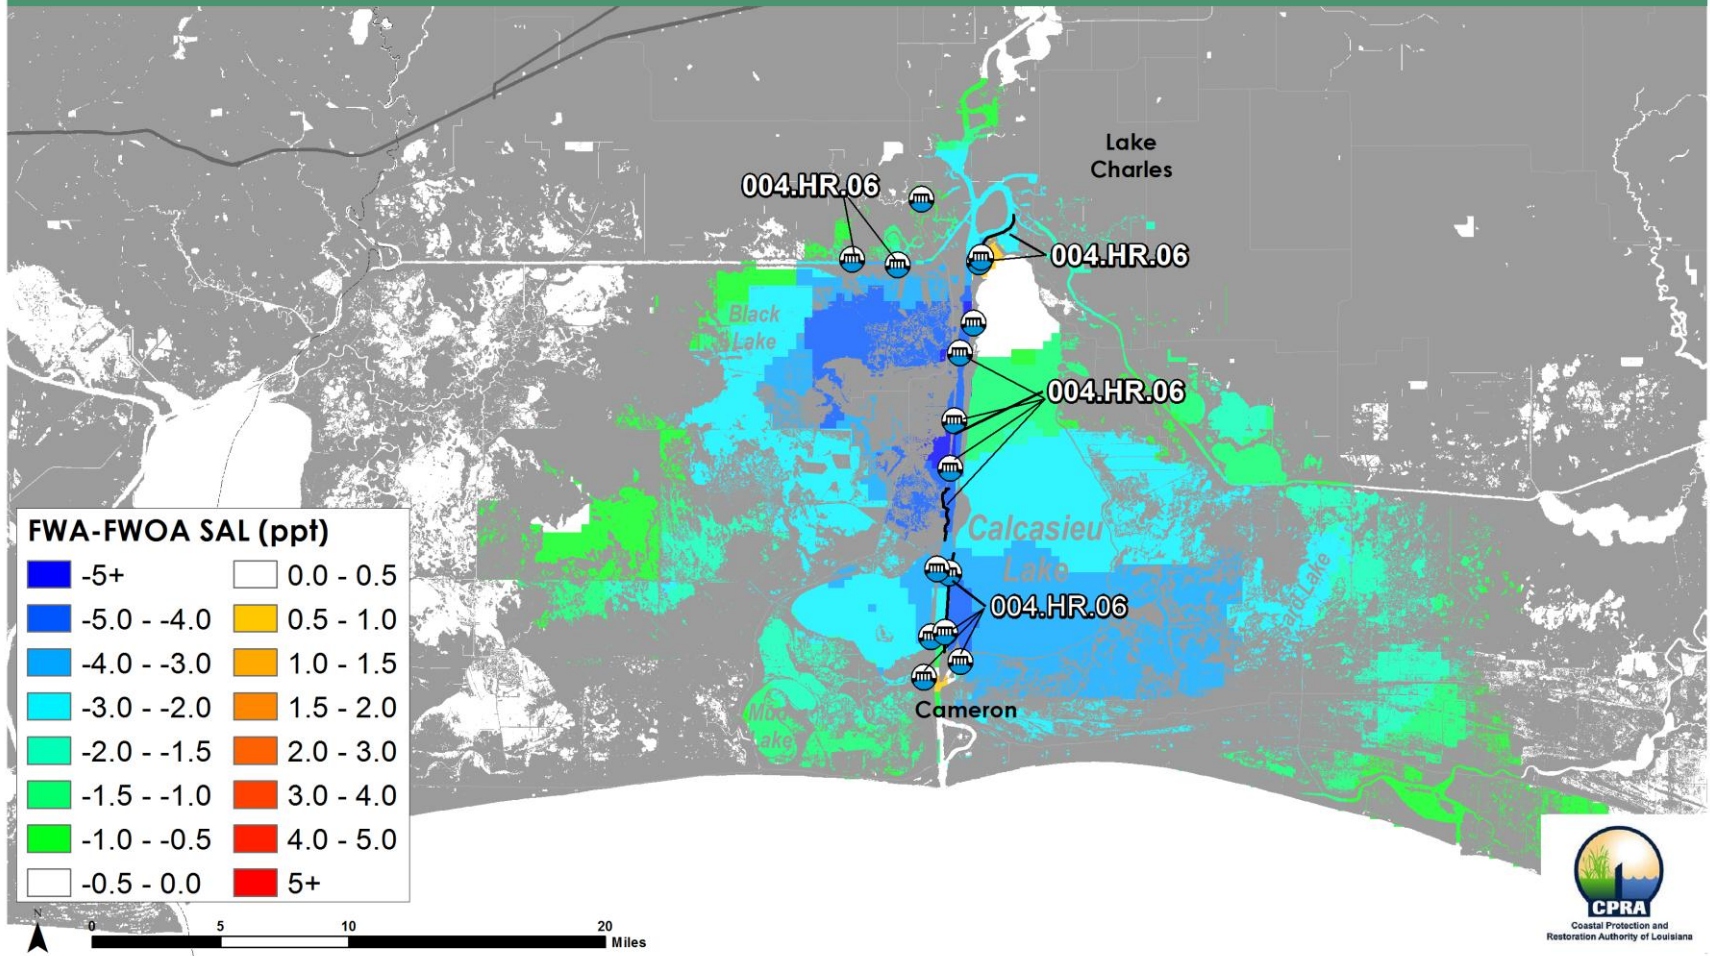 Lake
Charles
004.HR.06
004.HR.06
Black
Lake
004.HR.06
Calcasieu
Lake
004.HR.06
Cameron
Lake
FWA-FWOA SAL (ppt)
-5+
-5.0 - -4.0
-4.0 - -3.0
-3.0 - -2.0
-2.0 - -1.5
-1.5 - -1.0
-1.0 - -0.5
-0.5 - 0.0
0.0 - 0.5
0.5 - 1.0
1.0 - 1.5
1.5 - 2.0
2.0 - 3.0
3.0 - 4.0
4.0 - 5.0
5+
N
0 5 10 20
Miles
CPRA
Coastal Protection and
Restoration Authority of Louisiana